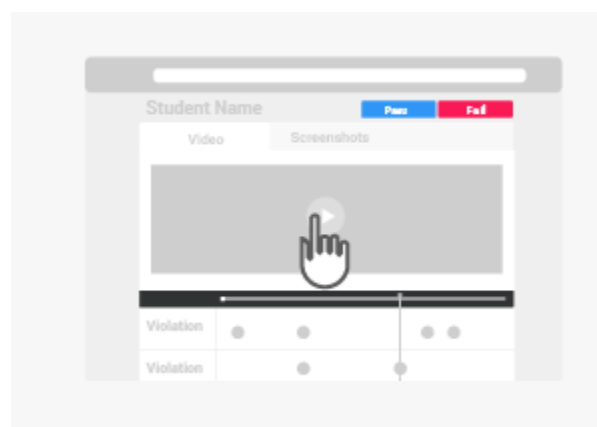 Student Name
Pass
Fail
Video
Screenshots
Violation
Violation